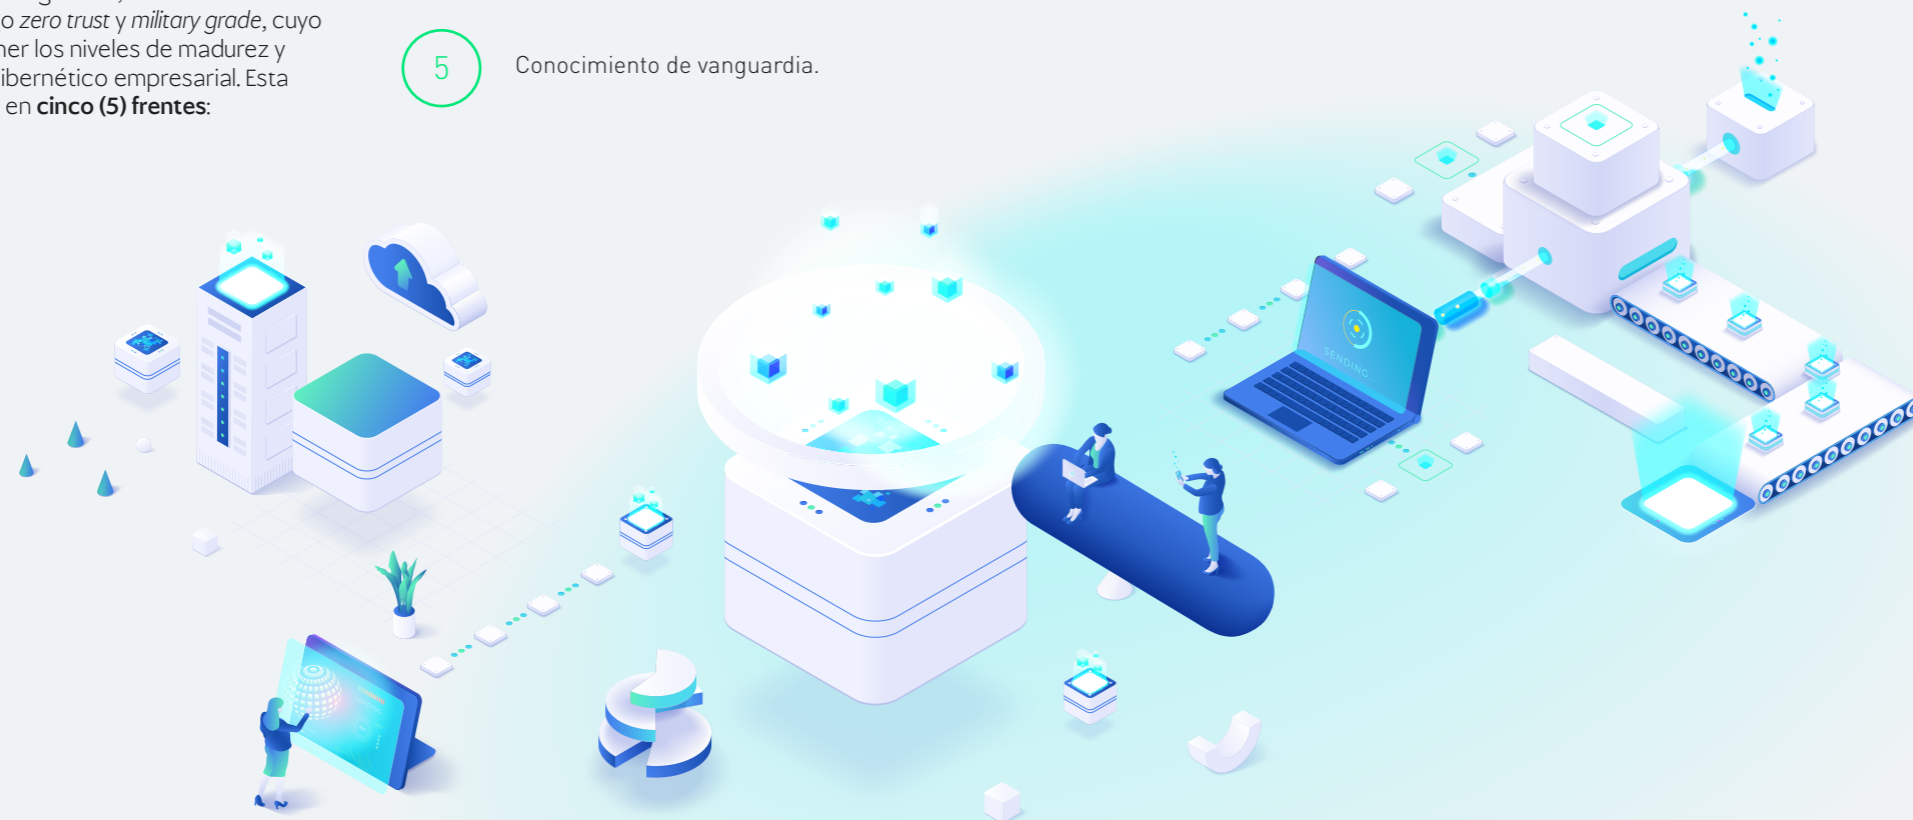 o zero trust y military grade, cuyo
ner los niveles de madurez y
ibernético empresarial. Esta
en cinco (5) frentes:
5
Conocimiento de vanguardia.
SENDING...